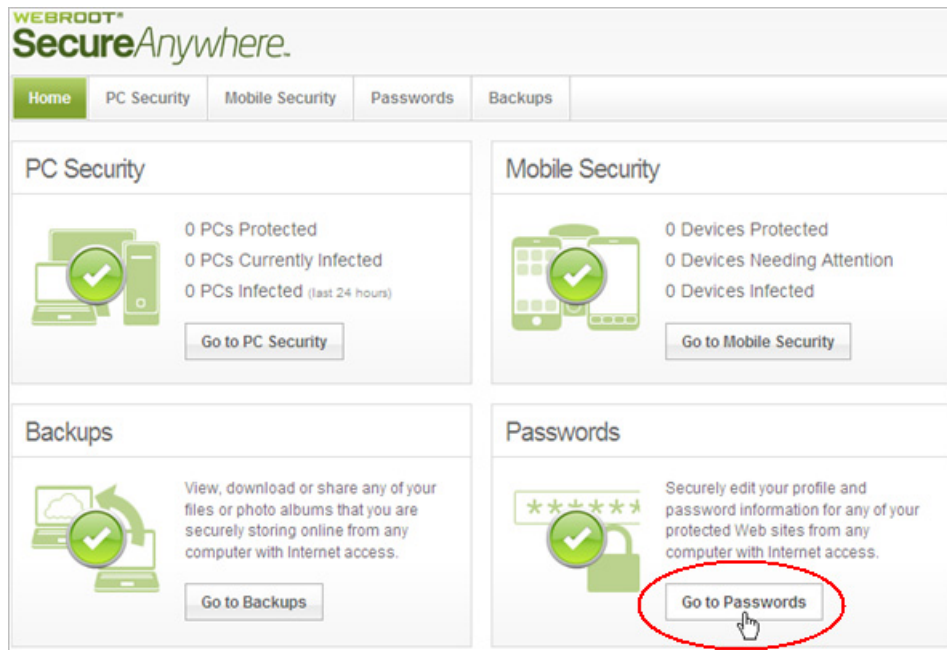 WEBROOT®
SecureAnywhere™
Home PC Security Mobile Security Passwords Backups
PC Security
0 PCs Protected
0 PCs Currently Infected
0 PCs Infected (last 24 hours)
Go to PC Security
Mobile Security
0 Devices Protected
0 Devices Needing Attention
0 Devices Infected
Go to Mobile Security
Backups
View, download or share any of your
files or photo albums that you are
securely storing online from any
computer with Internet access.
Go to Backups
Passwords
******
Securely edit your profile and
password information for any of your
protected Web sites from any
computer with Internet access.
Go to Passwords